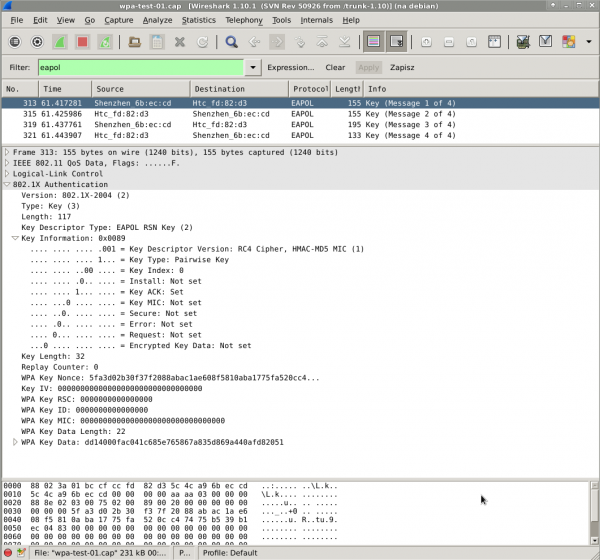 wpa-test-01.cap [Wireshark 1.10.1 (SVN Rev 50926 from /trunk-1.10)] (na debian)
File Edit View Go Capture Analyze Statistics Telephony Tools Internals Help
Filter: eapol Expression... Clear Apply Zapisz
No. Time Source Destination Protocol Length Info
313 61.417281 Shenzhen_6b:ec:cd Htc_fd:82:d3 EAPOL 155 Key (Message 1 of 4)
315 61.425986 Htc_fd:82:d3 Shenzhen_6b:ec:cd EAPOL 155 Key (Message 2 of 4)
319 61.437761 Shenzhen_6b:ec:cd Htc_fd:82:d3 EAPOL 195 Key (Message 3 of 4)
321 61.443907 Htc_fd:82:d3 Shenzhen_6b:ec:cd EAPOL 133 Key (Message 4 of 4)
Frame 313: 155 bytes on wire (1240 bits), 155 bytes captured (1240 bits)
IEEE 802.11 QoS Data, Flags: ......F.
Logical-Link Control
802.1X Authentication
Version: 802.1X-2004 (2)
Type: Key (3)
Length: 117
Key Descriptor Type: EAPOL RSN Key (2)
Key Information: 0x0089
.... .... .... .001 = Key Descriptor Version: RC4 Cipher, HMAC-MD5 MIC (1)
.... .... .... 1... = Key Type: Pairwise Key
.... .... ..00 .... = Key Index: 0
.... .... .0.. .... = Install: Not set
.... .... 1... .... = Key ACK: Set
.... ...0 .... .... = Key MIC: Not set
.... ..0. .... .... = Secure: Not set
.... .0.. .... .... = Error: Not set
.... 0... .... .... = Request: Not set
...0 .... .... .... = Encrypted Key Data: Not set
Key Length: 32
Replay Counter: 0
WPA Key Nonce: 5fa3d02b30f37f2088abac1ae608f5810aba1775fa520cc4...
Key IV: 00000000000000000000000000000000
WPA Key RSC: 0000000000000000
WPA Key ID: 0000000000000000
WPA Key MIC: 00000000000000000000000000000000
WPA Key Data Length: 22
WPA Key Data: dd14000fac041c685e765867a835d869a440afd82051
0000 88 02 3a 01 bc cf cc fd 82 d3 5c 4c a9 6b ec cd ..:..... ..\L.k..
0010 5c 4c a9 6b ec cd 00 00 00 00 aa aa 03 00 00 00 \L.k.... ........
0020 88 8e 02 03 00 75 02 00 89 00 20 00 00 00 00 00 .....u.. .. .....
0030 00 00 00 5f a3 d0 2b 30 f3 7f 20 88 ab ac 1a e6 ..._..+0 .. .....
0040 08 f5 81 0a ba 17 75 fa 52 0c c4 74 75 b5 39 b1 ......u. R..tu.9.
0050 ec 04 83 00 00 00 00 00 00 00 00 00 00 00 00 00 ........ ........
File: "wpa-test-01.cap" 231 kB 00:... P... Profile: Default